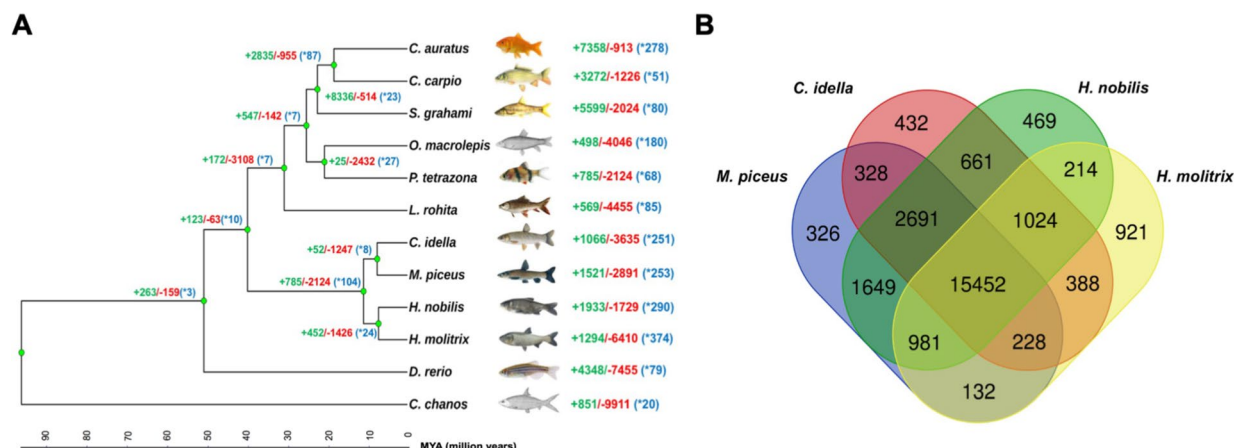 A
B
+2835/-955 (*87)
C. auratus
+7358/-913 (*278)
C. carpio
+3272/-1226 (*51)
+8336/-514 (*23)
S. grahami
+5599/-2024 (*80)
+547/-142 (*7)
O. macrolepis
+498/-4046 (*180)
+172/-3108 (*7)
+25/-2432 (*27)
P. tetrazona
+785/-2124 (*68)
L. rohita
+569/-4455 (*85)
+123/-63(*10)
C. idella
+1066/-3635 (*251)
+52/-1247 (*8)
M. piceus
+1521/-2891 (*253)
+785/-2124 (*104)
H. nobilis
+1933/-1729 (*290)
+263/-159(*3)
+452/-1426 (*24)
H. molitrix
+1294/-6410 (*374)
D. rerio
+4348/-7455 (*79)
C. chanos
+851/-9911 (*20)
90 80 70 60 50 40 30 20 10 0
MYA (million years)
C. idella
H. nobilis
M. piceus
H. molitrix
432
469
661
328
214
326
2691
1024
921
1649
15452
388
981
228
132